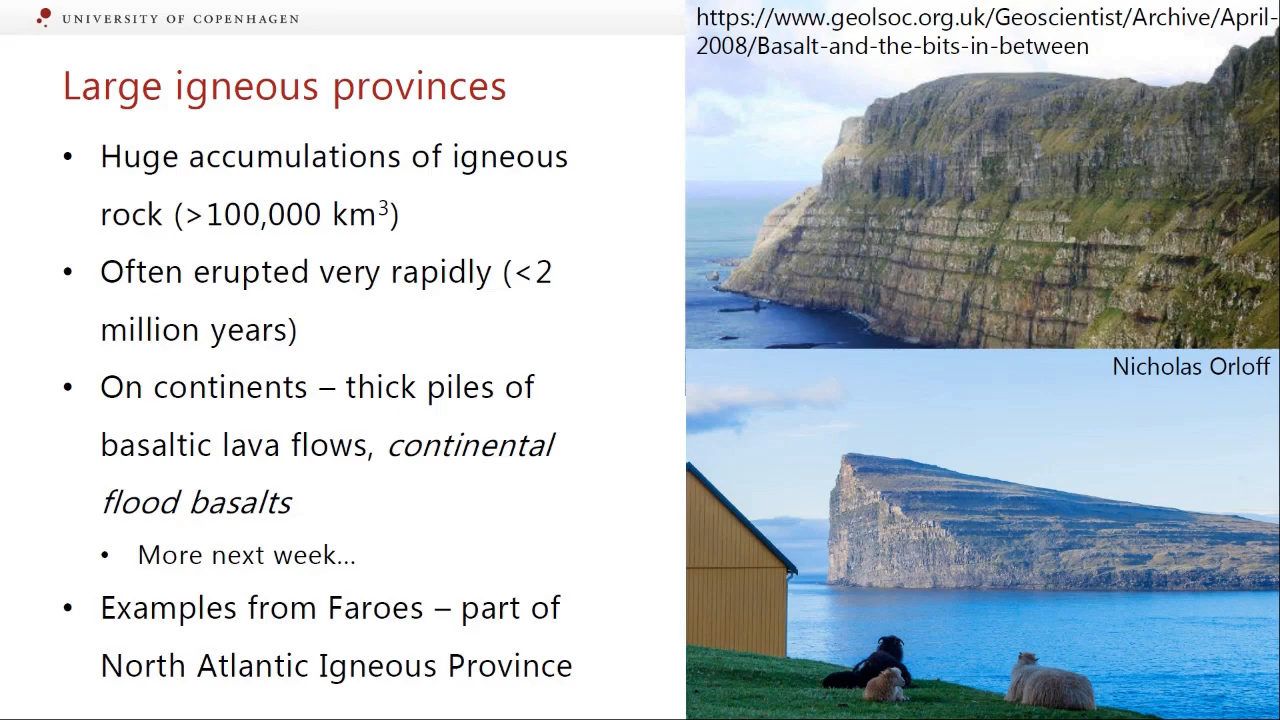 UNIVERSITY OF COPENHAGEN
Large igneous provinces
• Huge accumulations of igneous
rock (>100,000 km³)
• Often erupted very rapidly (<2
million years)
• On continents – thick piles of
basaltic lava flows, continental
flood basalts
• More next week…
• Examples from Faroes – part of
North Atlantic Igneous Province
https://www.geolsoc.org.uk/Geoscientist/Archive/April-
2008/Basalt-and-the-bits-in-between
Nicholas Orloff